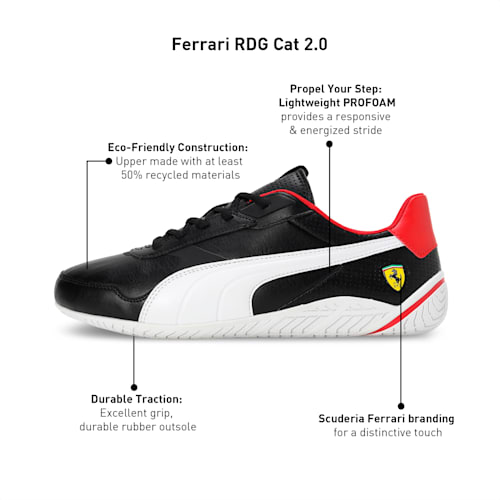 Ferrari RDG Cat 2.0
Propel Your Step:
Lightweight PROFOAM
provides a responsive
& energized stride
Eco-Friendly Construction:
Upper made with at least
50% recycled materials
Durable Traction:
Excellent grip,
durable rubber outsole
Scuderia Ferrari branding
for a distinctive touch